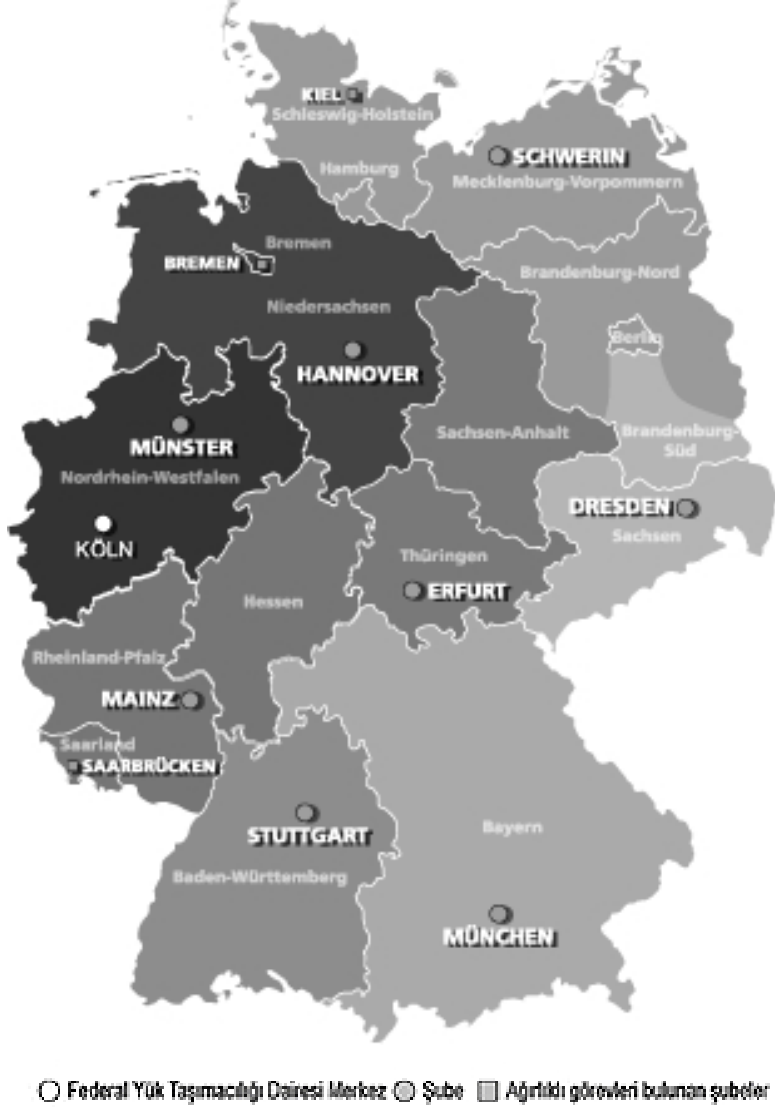 KIEL
Schleswig-Holstein
Hamburg
SCHWERIN
Mecklenburg-Vorpommern
Bremen
BREMEN
Brandenburg-Nord
Niedersachsen
Berlin
HANNOVER
MÜNSTER
Sachsen-Anhalt
Brandenburg-
Süd
Nordrhein-Westfalen
DRESDEN
Sachsen
KÖLN
Thüringen
ERFURT
Hessen
Rheinland-Pfalz
MAINZ
Saarland
SAARBRÜCKEN
STUTTGART
Bayern
Baden-Württemberg
MÜNCHEN
Federal Yük Taşımacılığı Dairesi Merkez Şube Ağırlıklı görevleri bulunan şubeler